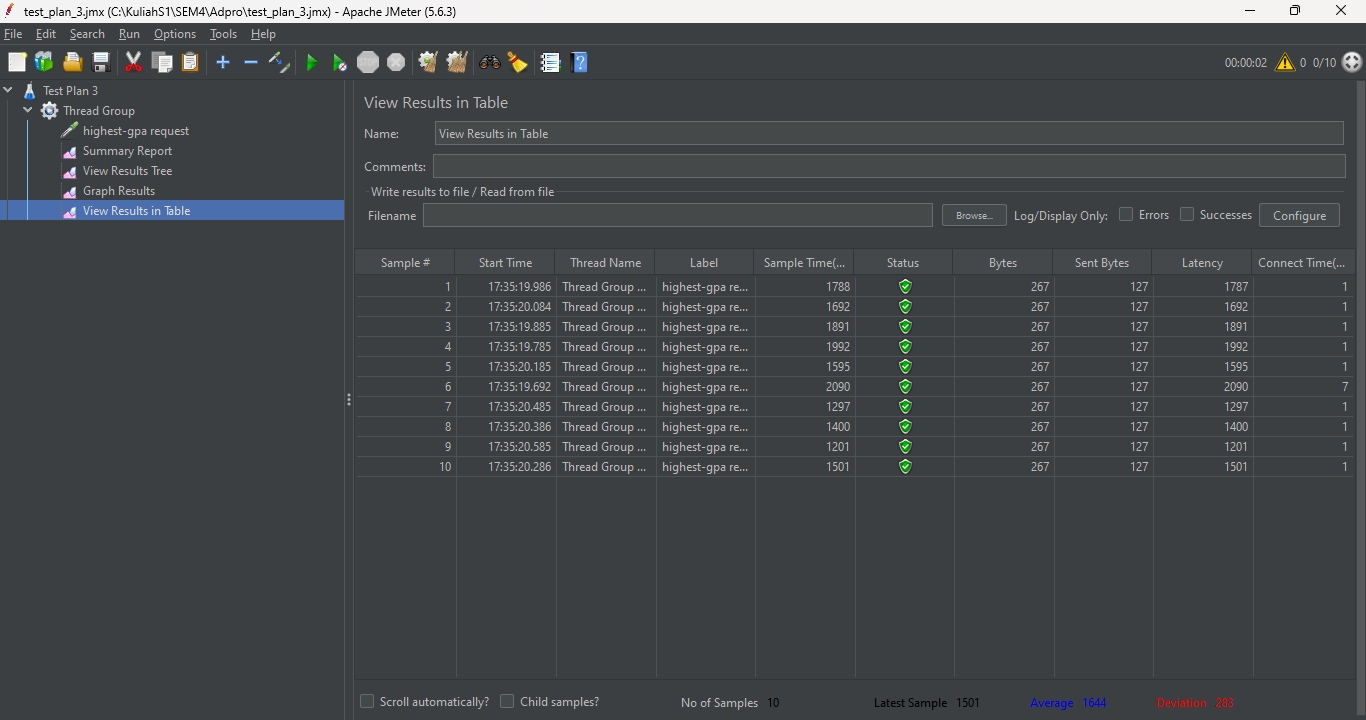 test_plan_3.jmx (C:\KuliahS1\SEM4\Adpro\test_plan_3.jmx) - Apache JMeter (5.6.3)
File Edit Search Run Options Tools Help
00:00:02 0 0/10
Test Plan 3
Thread Group
highest-gpa request
Summary Report
View Results Tree
Graph Results
View Results in Table
View Results in Table
Name: View Results in Table
Comments:
Write results to file / Read from file
Filename Browse... Log/Display Only: Errors Successes Configure
Sample # Start Time Thread Name Label Sample Time(... Status Bytes Sent Bytes Latency Connect Time(...
1 17:35:19.986 Thread Group ... highest-gpa re... 1788 267 127 1787 1
2 17:35:20.084 Thread Group ... highest-gpa re... 1692 267 127 1692 1
3 17:35:19.885 Thread Group ... highest-gpa re... 1891 267 127 1891 1
4 17:35:19.785 Thread Group ... highest-gpa re... 1992 267 127 1992 1
5 17:35:20.185 Thread Group ... highest-gpa re... 1595 267 127 1595 1
6 17:35:19.692 Thread Group ... highest-gpa re... 2090 267 127 2090 7
7 17:35:20.485 Thread Group ... highest-gpa re... 1297 267 127 1297 1
8 17:35:20.386 Thread Group ... highest-gpa re... 1400 267 127 1400 1
9 17:35:20.585 Thread Group ... highest-gpa re... 1201 267 127 1201 1
10 17:35:20.286 Thread Group ... highest-gpa re... 1501 267 127 1501 1
Scroll automatically? Child samples? No of Samples 10 Latest Sample 1501 Average 1644 Deviation 283